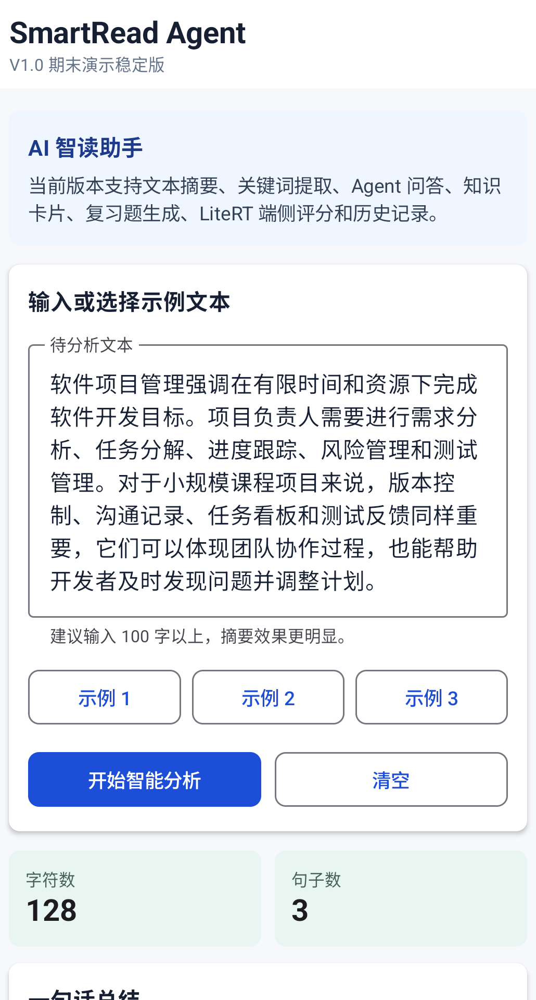 SmartRead Agent
V1.0 期末演示稳定版
AI 智读助手
当前版本支持文本摘要、关键词提取、Agent 问答、知识
卡片、复习题生成、LiteRT 端侧评分和历史记录。
输入或选择示例文本
待分析文本
软件项目管理强调在有限时间和资源下完成
软件开发目标。项目负责人需要进行需求分
析、任务分解、进度跟踪、风险管理和测试
管理。对于小规模课程项目来说，版本控
制、沟通记录、任务看板和测试反馈同样重
要，它们可以体现团队协作过程，也能帮助
开发者及时发现问题并调整计划。
建议输入 100 字以上，摘要效果更明显。
示例 1
示例 2
示例 3
开始智能分析
清空
字符数
句子数
128
3
一句话总结